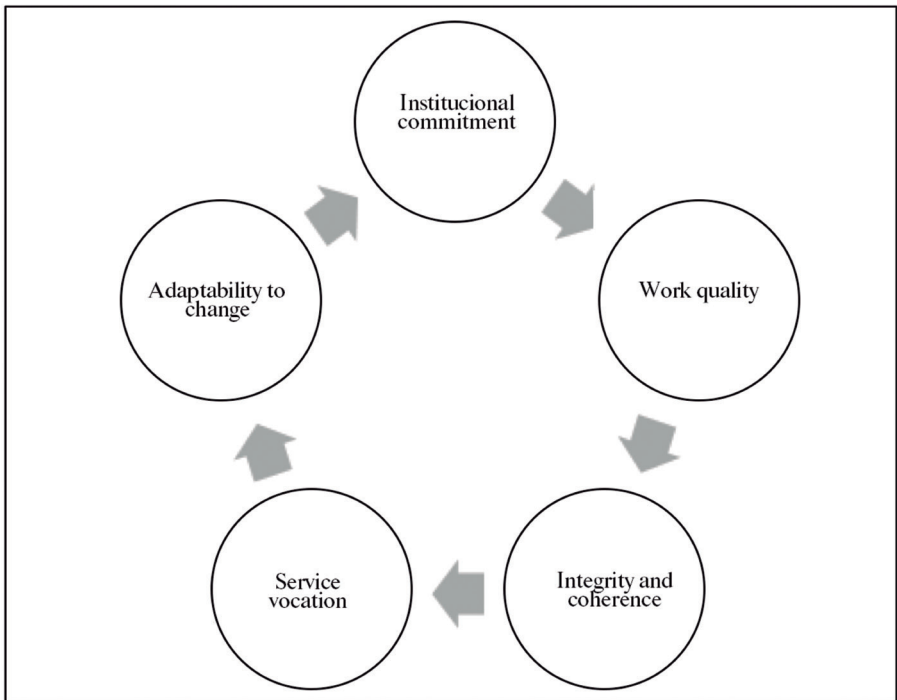 Institucional
commitment
Work quality
Integrity and
coherence
Service
vocation
Adaptability to
change